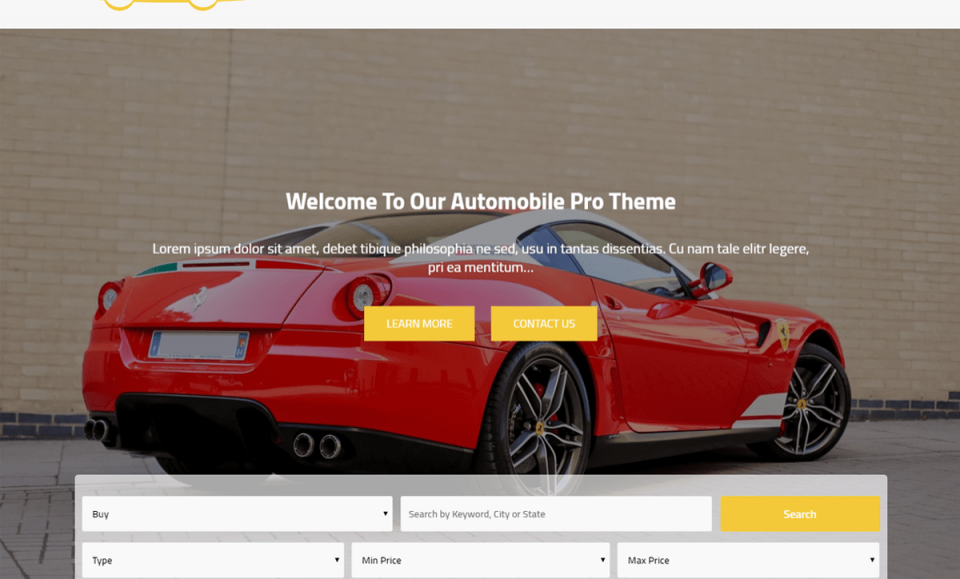 Welcome To Our Automobile Pro Theme
Lorem ipsum dolor sit amet, debet tibique philosophia ne sed, usu in tantas dissentias. Cu nam tale elitr legere,
pri ea mentitum...
LEARN MORE
CONTACT US
Buy
Search by Keyword, City or State
Search
Type
Min Price
Max Price